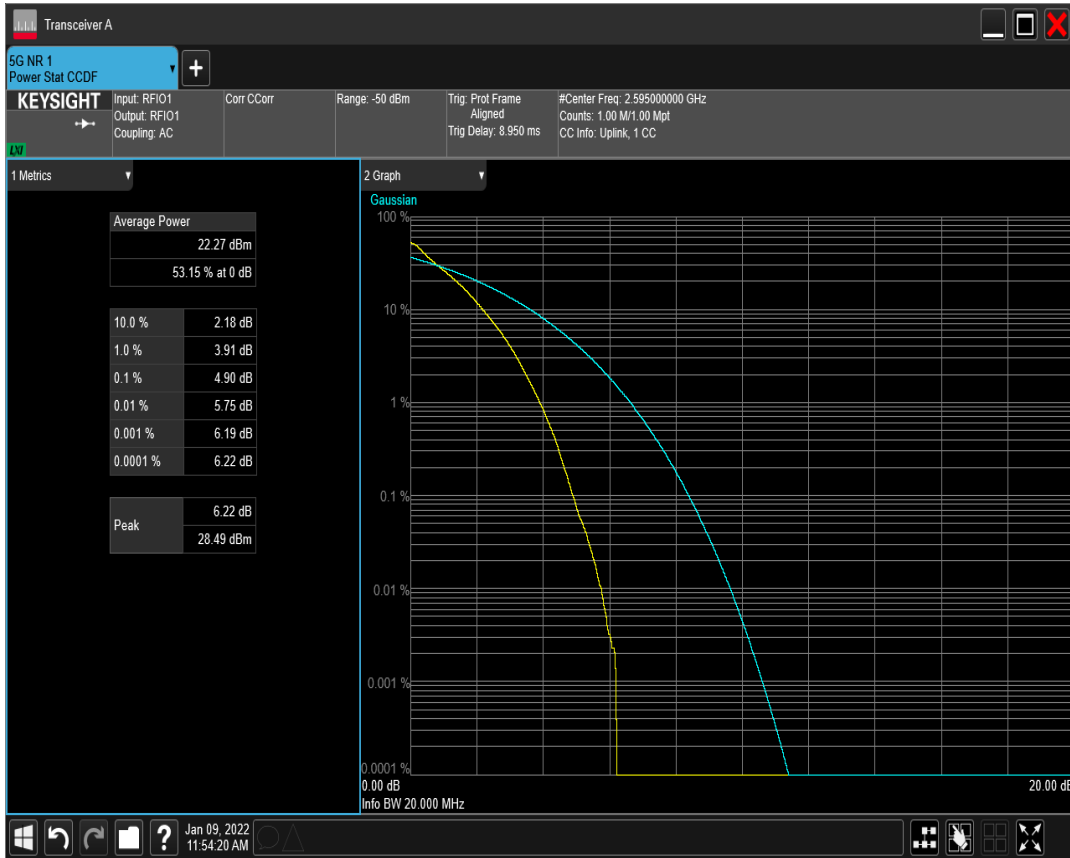 Transceiver A
5G NR 1
Power Stat CCDF
KEYSIGHT
LXI
Input: RFIO1
Output: RFIO1
Coupling: AC
Corr CCorr
Range: -50 dBm
Trig: Prot Frame
Aligned
Trig Delay: 8.950 ms
#Center Freq: 2.595000000 GHz
Counts: 1.00 M/1.00 Mpt
CC Info: Uplink, 1 CC
1 Metrics
Average Power
22.27 dBm
53.15 % at 0 dB
10.0 % 2.18 dB
1.0 % 3.91 dB
0.1 % 4.90 dB
0.01 % 5.75 dB
0.001 % 6.19 dB
0.0001 % 6.22 dB
Peak
6.22 dB
28.49 dBm
2 Graph
Gaussian
100 %
10 %
1 %
0.1 %
0.01 %
0.001 %
0.0001 %
0.00 dB
20.00 dB
Info BW 20.000 MHz
?
Jan 09, 2022
11:54:20 AM